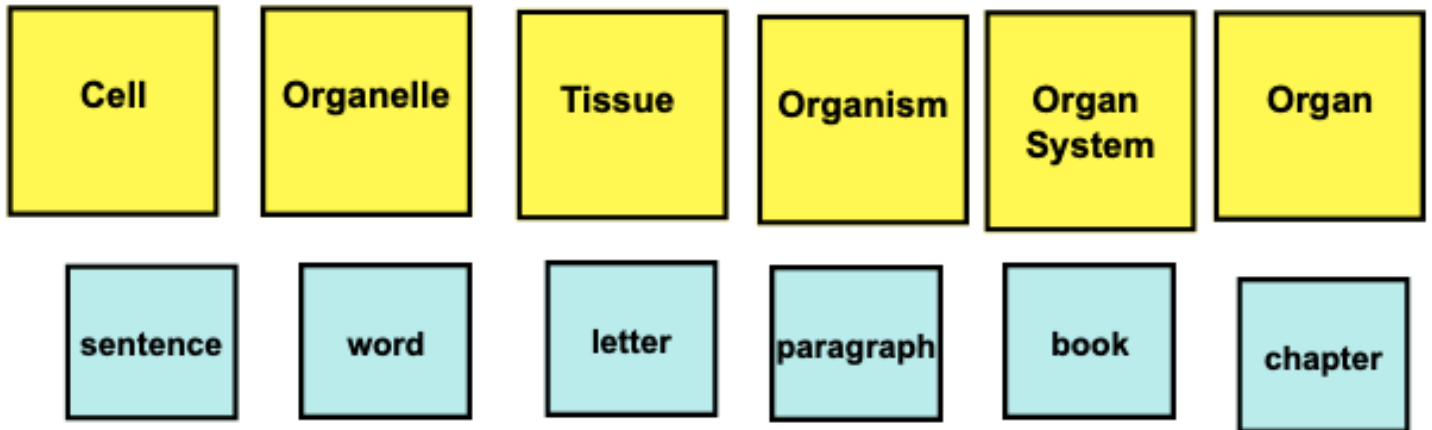 Cell
Organelle
Tissue
Organism
Organ
System
Organ
sentence
word
letter
paragraph
book
chapter